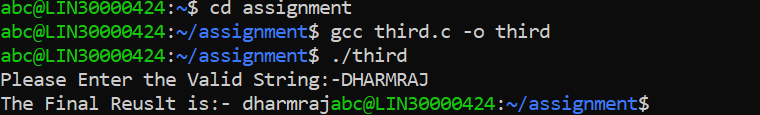 abc@LIN30000424:~$ cd assignment
abc@LIN30000424:~/assignment$ gcc third.c -o third
abc@LIN30000424:~/assignment$ ./third
Please Enter the Valid String:-DHARMRAJ
The Final Reuslt is:- dharmrajabc@LIN30000424:~/assignment$